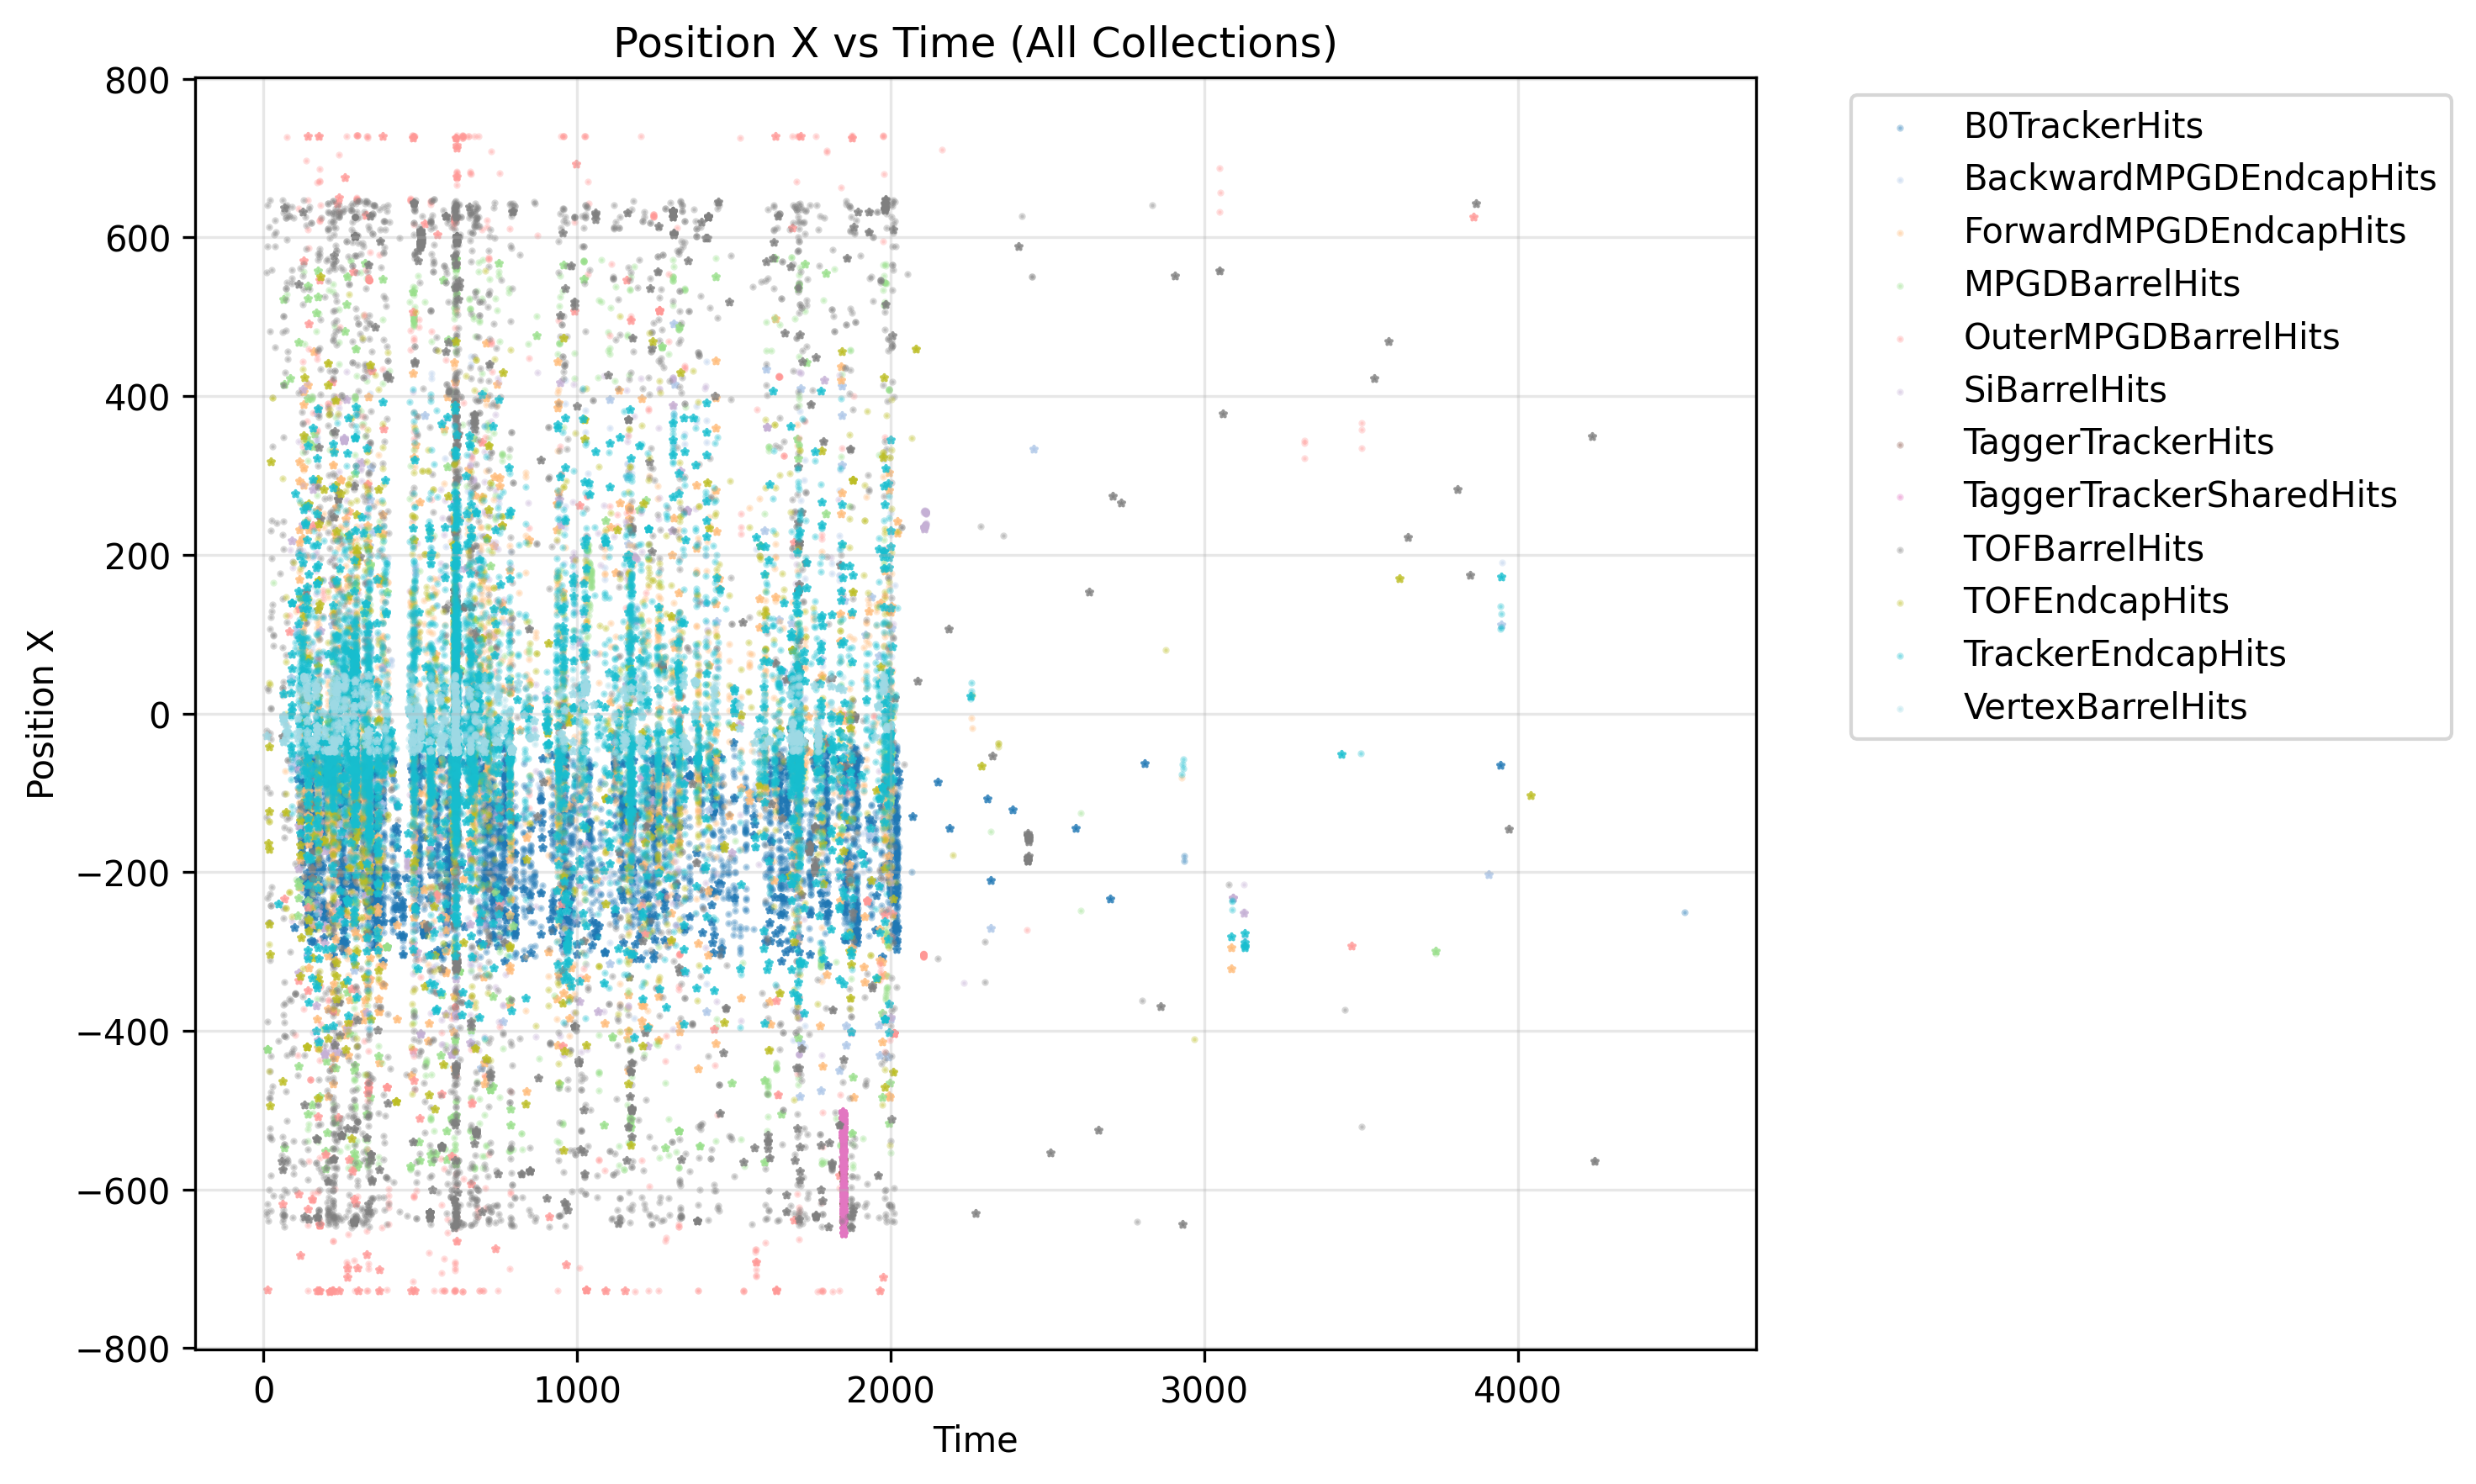 Position X vs Time (All Collections)
800
600
400
200
0
−200
−400
−600
−800
Position X
0 1000 2000 3000 4000
Time
B0TrackerHits
BackwardMPGDEndcapHits
ForwardMPGDEndcapHits
MPGDBarrelHits
OuterMPGDBarrelHits
SiBarrelHits
TaggerTrackerHits
TaggerTrackerSharedHits
TOFBarrelHits
TOFEndcapHits
TrackerEndcapHits
VertexBarrelHits